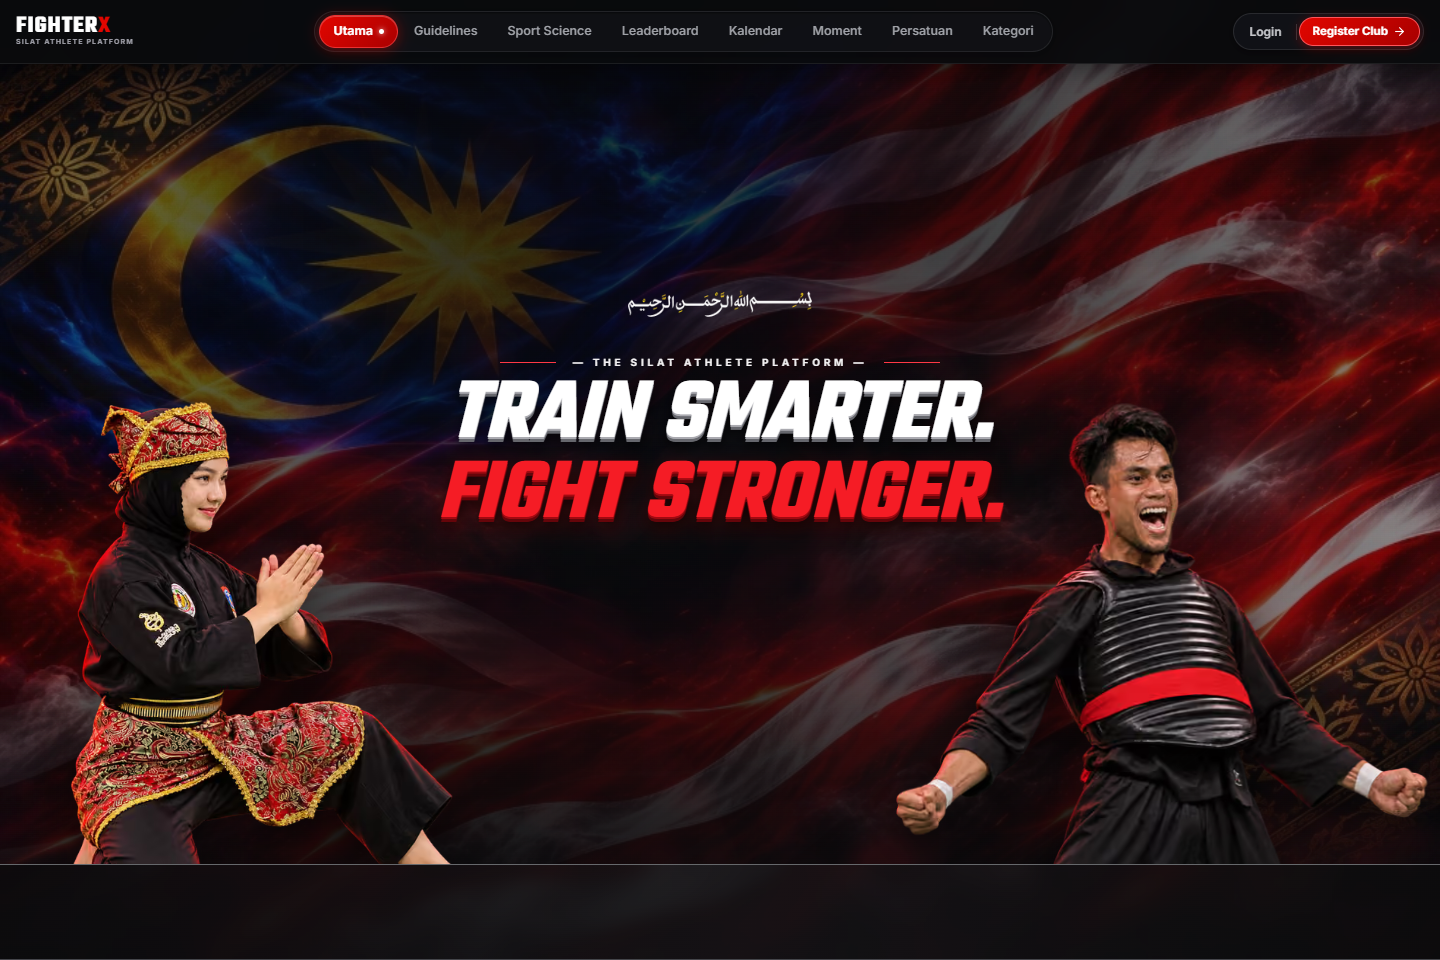 FIGHTERX
SILAT ATHLETE PLATFORM
Utama
Guidelines
Sport Science
Leaderboard
Kalendar
Moment
Persatuan
Kategori
Login
Register Club →
بِسْمِ اللهِ الرَّحْمَنِ الرَّحِيْمِ
— THE SILAT ATHLETE PLATFORM —
TRAIN SMARTER.
FIGHT STRONGER.